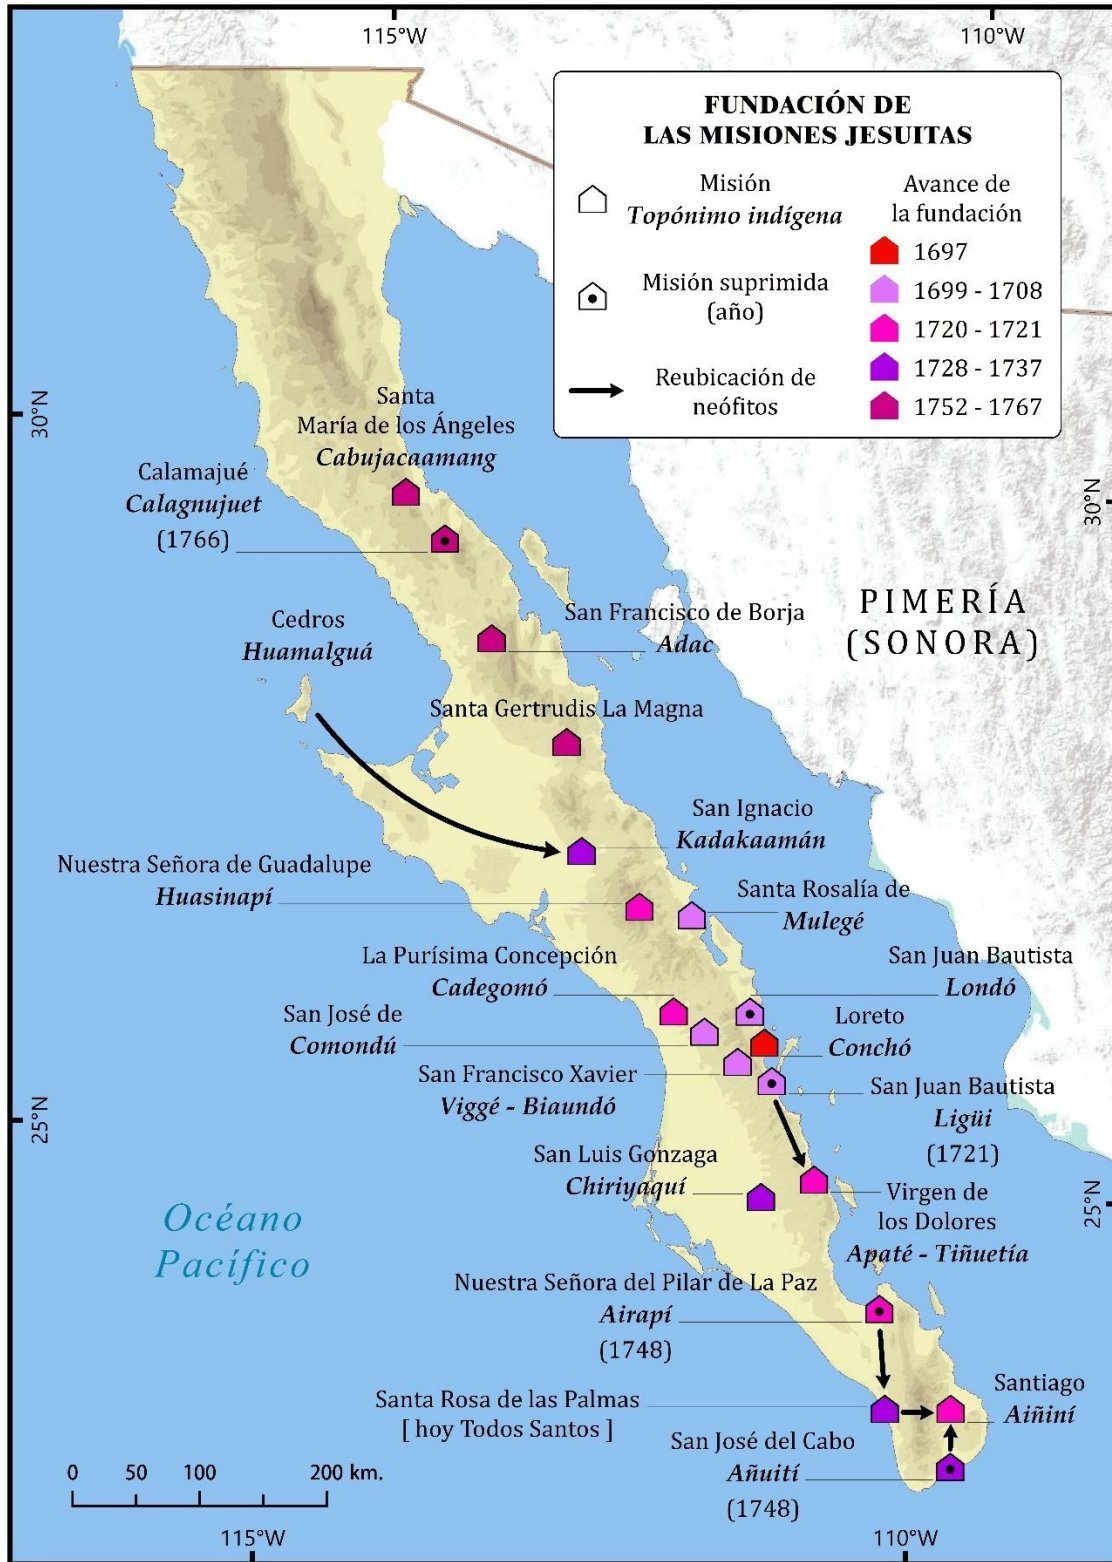 115°W
110°W
FUNDACIÓN DE
LAS MISIONES JESUITAS
Misión
Topónimo indígena
Misión suprimida
(año)
Reubicación de
neófitos
Avance de
la fundación
1697
1699 - 1708
1720 - 1721
1728 - 1737
1752 - 1767
30°N
30°N
Santa
María de los Ángeles
Cabujacaamang
Calamajué
Calagnujuet
(1766)
PIMERÍA
(SONORA)
Cedros
Huamalguá
San Francisco de Borja
Adac
Santa Gertrudis La Magna
San Ignacio
Kadakaamán
Nuestra Señora de Guadalupe
Huasinapí
Santa Rosalía de
Mulegé
La Purísima Concepción
Cadegomó
San Juan Bautista
Londó
San José de
Comondú
Loreto
Conchó
San Francisco Xavier
Viggé - Biaundó
San Juan Bautista
Ligüi
(1721)
25°N
25°N
San Luis Gonzaga
Chiriyaquí
Virgen de
los Dolores
Apaté - Tiñuetía
Océano
Pacífico
Nuestra Señora del Pilar de La Paz
Airapí
(1748)
Santa Rosa de las Palmas
[ hoy Todos Santos ]
Santiago
Aiñiní
San José del Cabo
Añuití
(1748)
0 50 100 200 km.
115°W
110°W